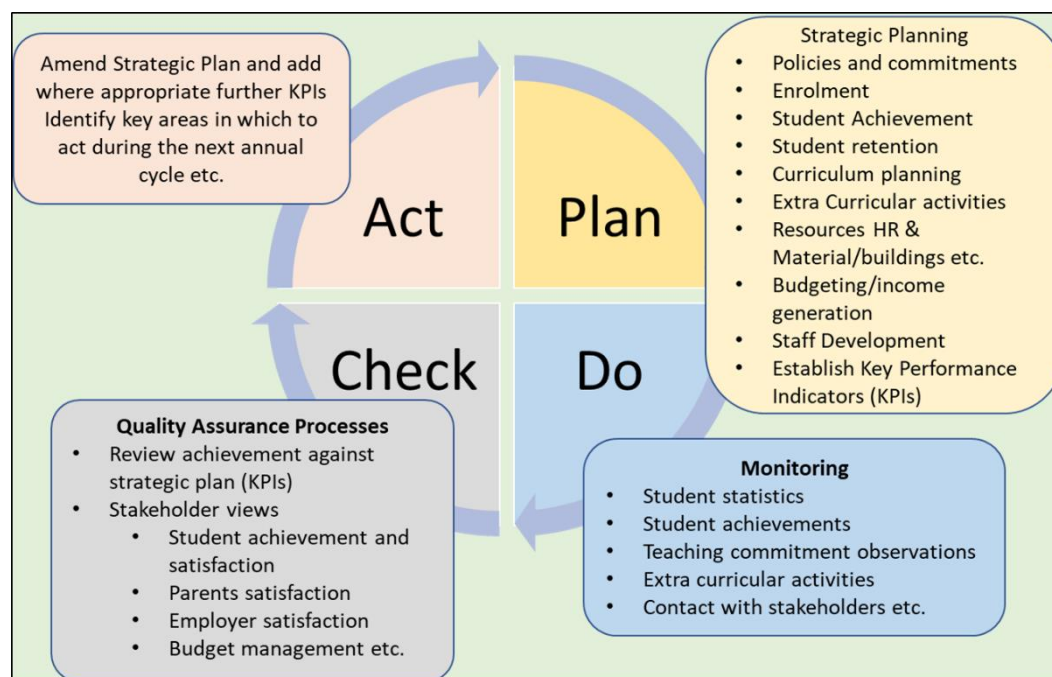 Amend Strategic Plan and add
where appropriate further KPIs
Identify key areas in which to
act during the next annual
cycle etc.
Act
Plan
Strategic Planning
• Policies and commitments
• Enrolment
• Student Achievement
• Student retention
• Curriculum planning
• Extra Curricular activities
• Resources HR &
Material/buildings etc.
• Budgeting/income
generation
• Staff Development
• Establish Key Performance
Indicators (KPIs)
Check
Do
Quality Assurance Processes
• Review achievement against
strategic plan (KPIs)
• Stakeholder views
• Student achievement and
satisfaction
• Parents satisfaction
• Employer satisfaction
• Budget management etc.
Monitoring
• Student statistics
• Student achievements
• Teaching commitment observations
• Extra curricular activities
• Contact with stakeholders etc.